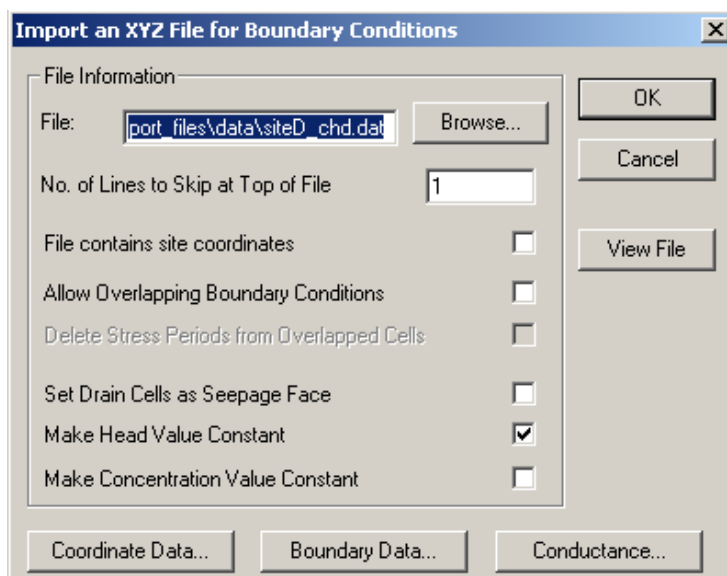 Import an XYZ File for Boundary Conditions
File Information
File:
port_files\data\siteD_chd.dat
Browse...
OK
Cancel
No. of Lines to Skip at Top of File
1
File contains site coordinates
View File
Allow Overlapping Boundary Conditions
Delete Stress Periods from Overlapped Cells
Set Drain Cells as Seepage Face
Make Head Value Constant
Make Concentration Value Constant
Coordinate Data...
Boundary Data...
Conductance...